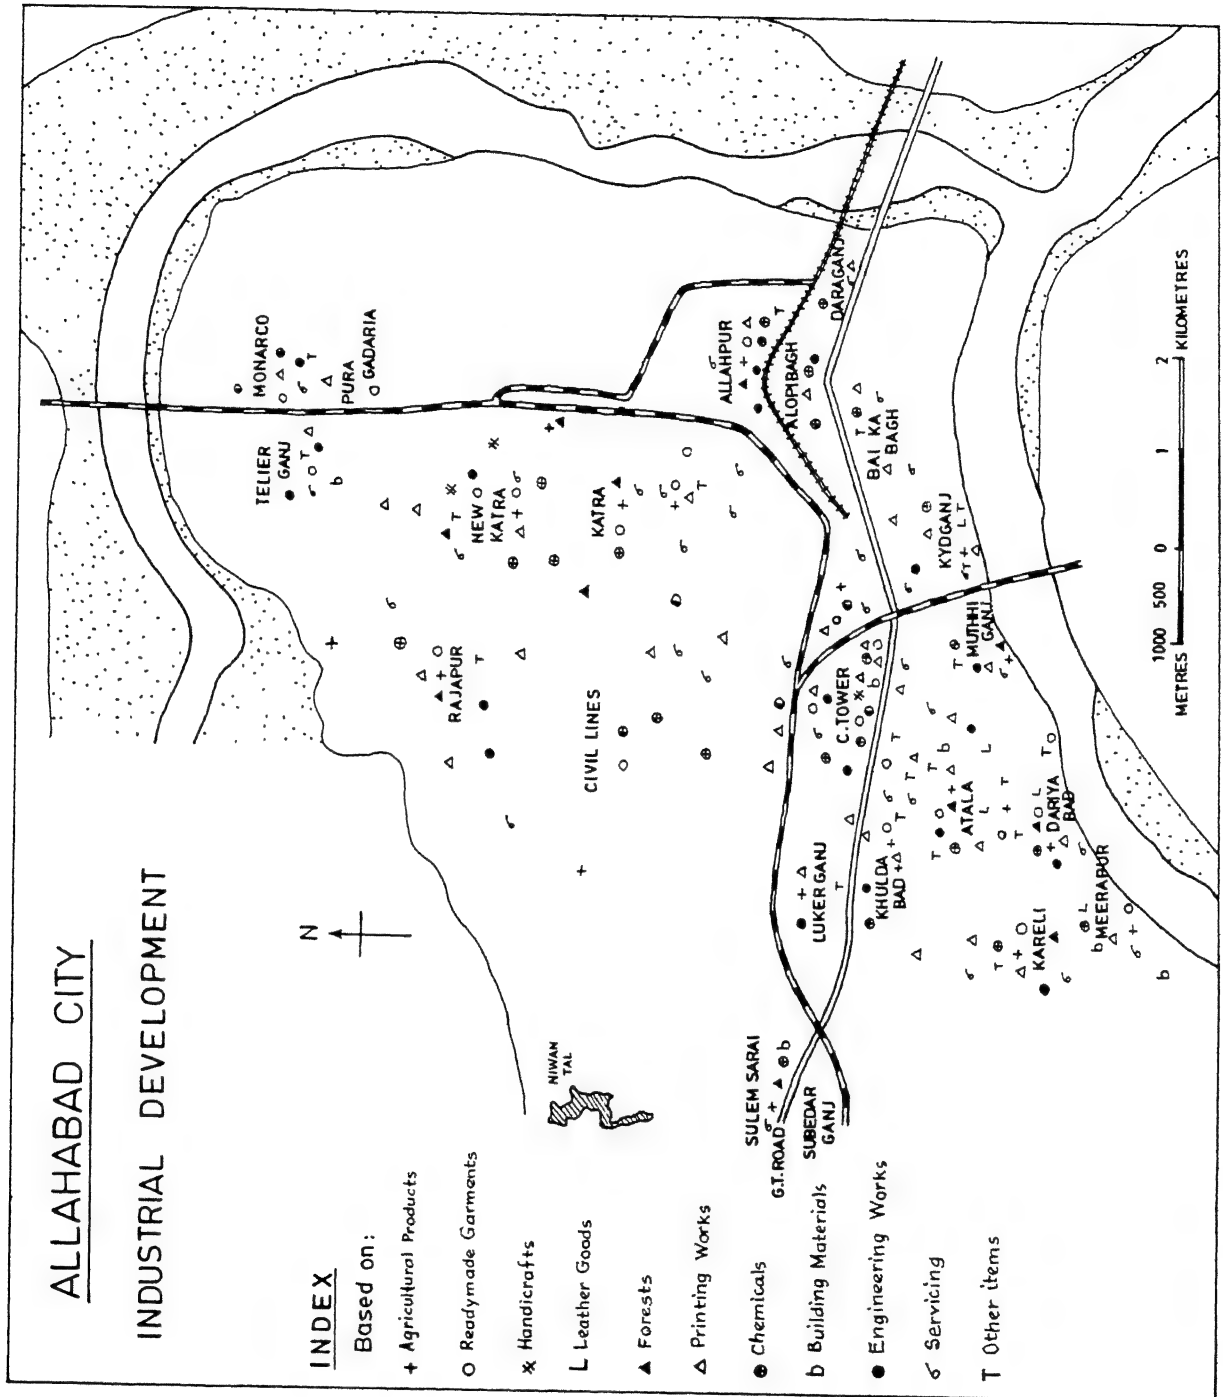 ALLAHABAD CITY
INDUSTRIAL DEVELOPMENT
N
INDEX
Based on:
+ Agricultural Products
O Readymade Garments
Handicrafts
L Leather Goods
▲ Forests
△ Printing Works
⊕ Chemicals
b Building Materials
● Engineering Works
σ Servicing
T Other items
NIWAN
TAL
SULEM SARAI
G.T. ROAD
SUBEDAR
GANJ
TELIER
GANJ
MONARCO
PURA
GADARIA
RAJAPUR
NEW
KATRA
KATRA
CIVIL LINES
ALLAHPUR
ALOPIBAGH
DARAGANJ
BAI KA
BAGH
KYDGANJ
MUTHHI
GANJ
C. TOWER
LUKER GANJ
KHULDA
BAD
ATALA
DARIYA
BAD
KARELI
MEERAPUR
1000 500 0 1 2
METRES KILOMETRES